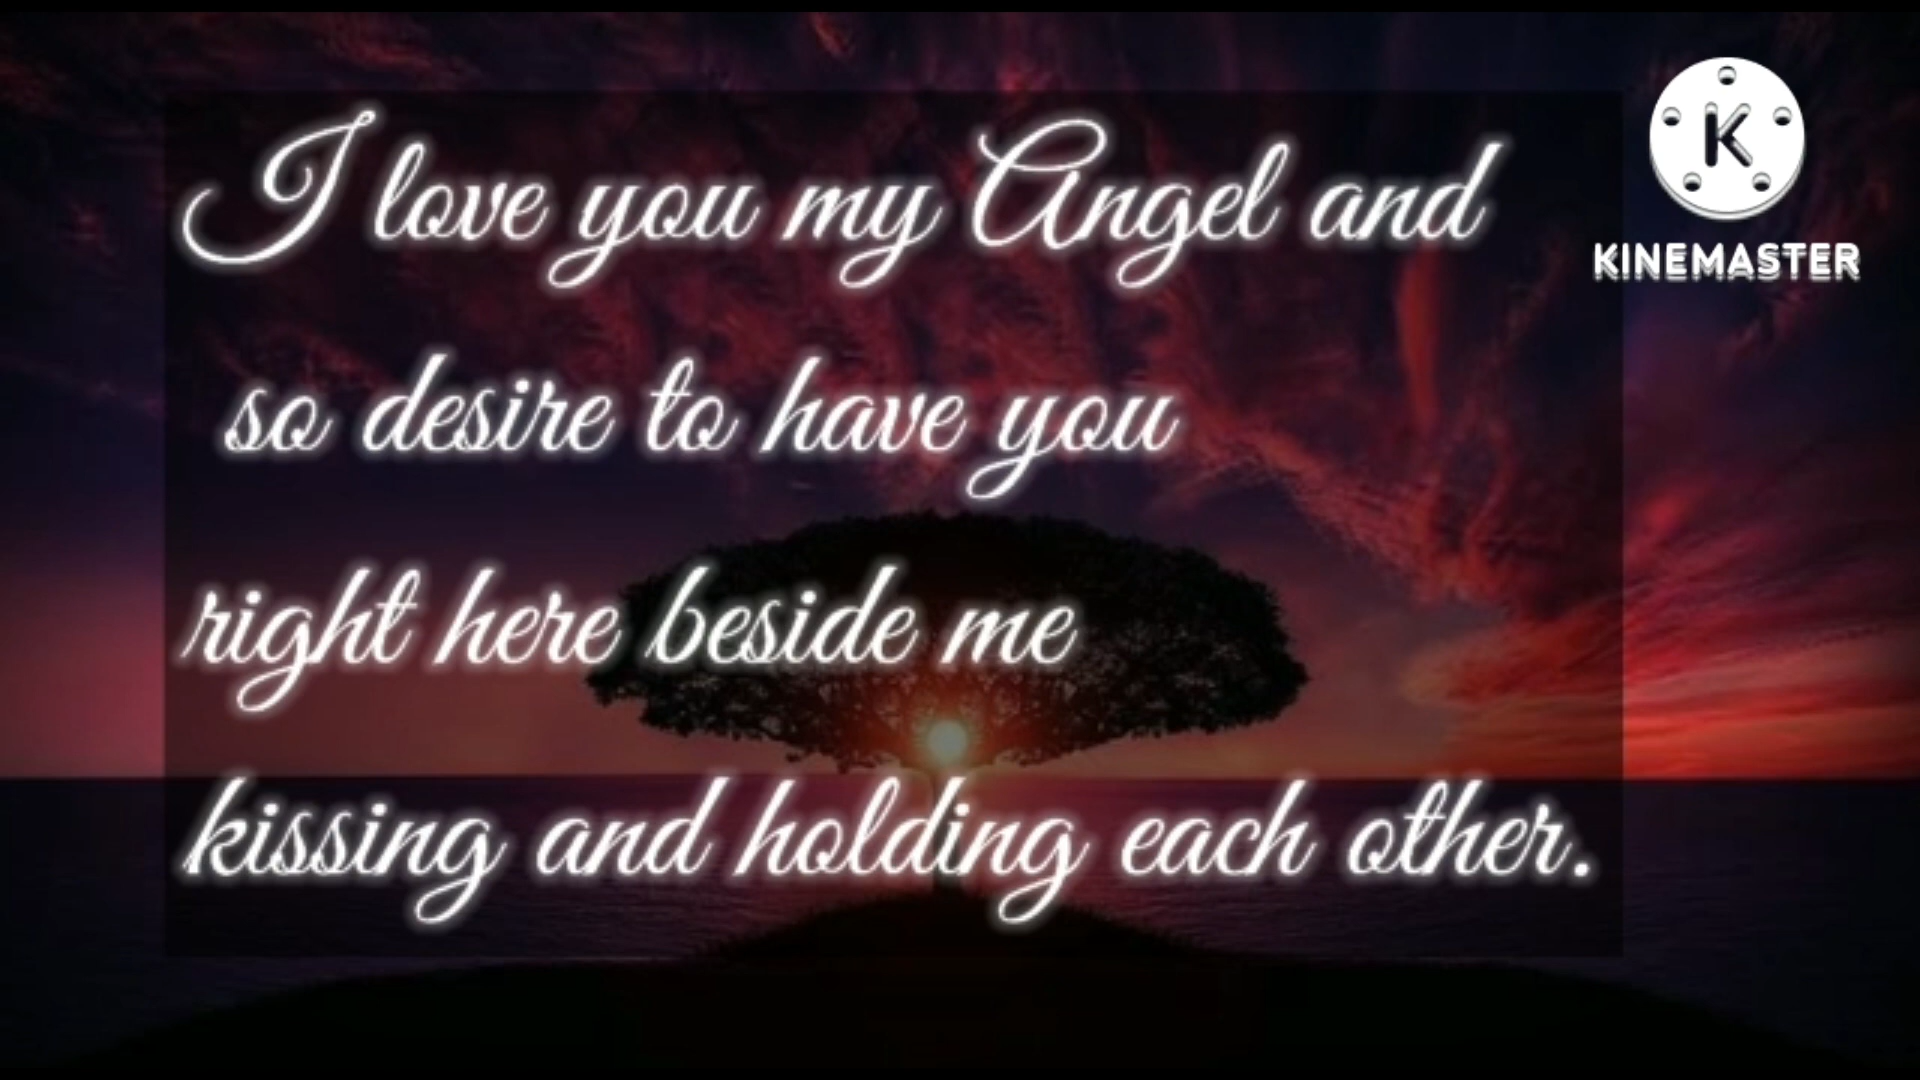 I love you my Angel and
so desire to have you
right here beside me
kissing and holding each other.
K
KINEMASTER